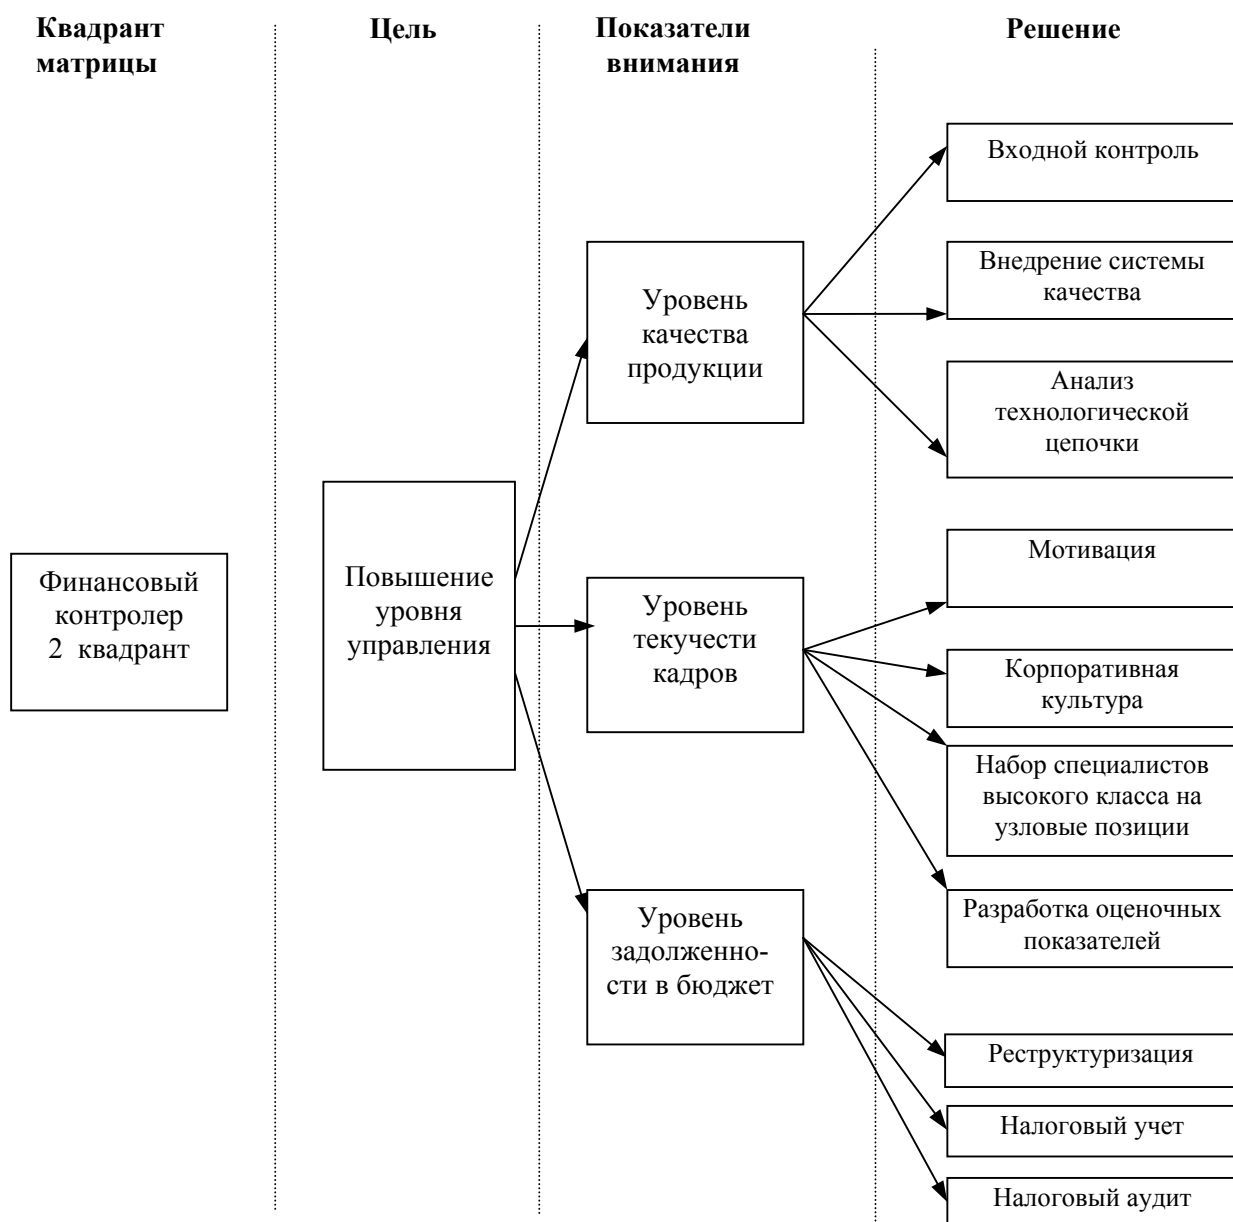 Квадрант
матрицы
Цель
Показатели
внимания
Решение
Финансовый
контролер
2 квадрант
Повышение
уровня
управления
Уровень
качества
продукции
Уровень
текучести
кадров
Уровень
задолженно-
сти в бюджет
Входной контроль
Внедрение системы
качества
Анализ
технологической
цепочки
Мотивация
Корпоративная
культура
Набор специалистов
высокого класса на
узловые позиции
Разработка оценочных
показателей
Реструктуризация
Налоговый учет
Налоговый аудит